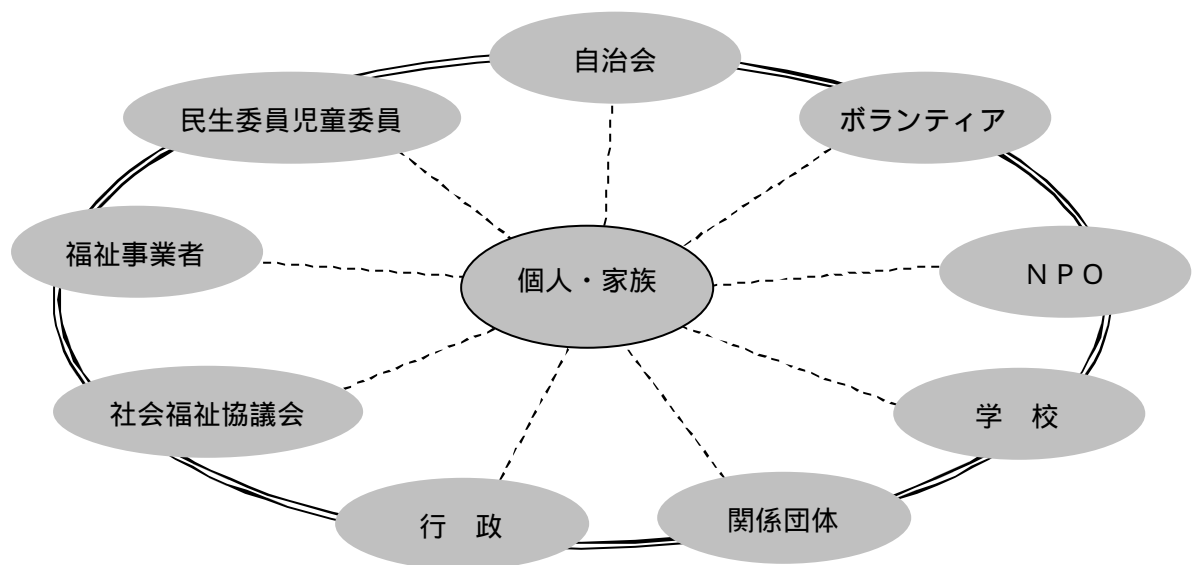 自治会
民生委員児童委員
ボランティア
福祉事業者
個人・家族
ＮＰＯ
社会福祉協議会
学　校
行　政
関係団体